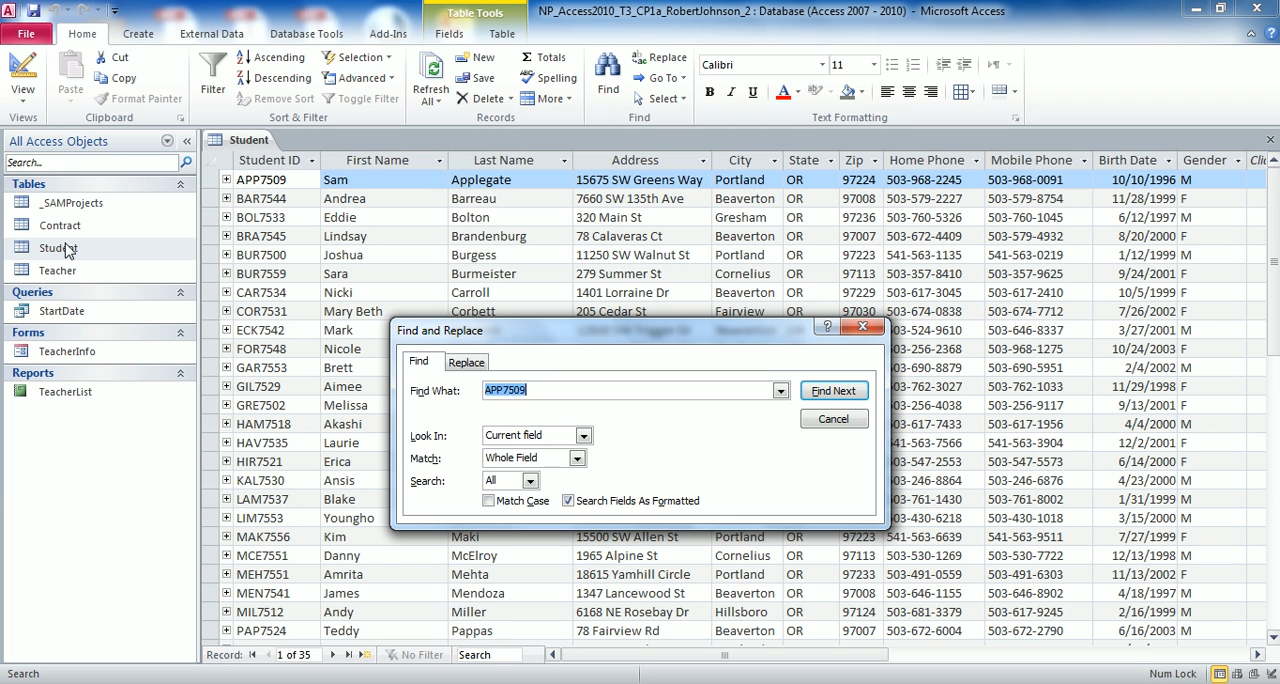 Table Tools
NP_Access2010_T3_CP1a_RobertJohnson_2 : Database (Access 2007 - 2010) - Microsoft Access
File Home Create External Data Database Tools Add-Ins Fields Table
View
Views
Paste
Cut
Copy
Format Painter
Clipboard
Filter
Ascending
Descending
Remove Sort
Selection
Advanced
Toggle Filter
Sort & Filter
Refresh All
New
Save
Delete
Totals
Spelling
More
Records
Find
Replace
Go To
Select
Find
Calibri 11
B I U A
Text Formatting
All Access Objects
Search...
Tables
_SAMProjects
Contract
Student
Teacher
Queries
StartDate
Forms
TeacherInfo
Reports
TeacherList
Student
Student ID First Name Last Name Address City State Zip Home Phone Mobile Phone Birth Date Gender Cli
APP7509 Sam Applegate 15675 SW Greens Way Portland OR 97224 503-968-2245 503-968-0091 10/10/1996 M
BAR7544 Andrea Barreau 7660 SW 135th Ave Beaverton OR 97008 503-579-2227 503-579-8754 11/28/1999 F
BOL7533 Eddie Bolton 320 Main St Gresham OR 97236 503-760-5326 503-760-1045 6/12/1997 M
BRA7545 Lindsay Brandenburg 78 Calaveras Ct Beaverton OR 97007 503-672-4409 503-579-4932 8/20/2000 F
BUR7500 Joshua Burgess 11250 SW Walnut St Portland OR 97223 541-563-1135 541-563-0219 1/12/1999 M
BUR7559 Sara Burmeister 279 Summer St Cornelius OR 97113 503-357-8410 503-357-9625 9/24/2001 F
CAR7534 Nicki Carroll 1401 Lorraine Dr Beaverton OR 97229 503-617-3045 503-617-2410 10/5/1999 F
COR7531 Mary Beth Corbett 205 Cedar St Fairview OR 97030 503-674-0838 503-674-7712 7/26/2002 F
ECK7542 Mark 503-524-9610 503-646-8337 3/27/2001 M
FOR7548 Nicole 503-256-2368 503-998-1275 10/24/2003 F
GAR7553 Brett 503-690-8879 503-690-5951 2/4/2002 M
GIL7529 Aimee 503-762-3027 503-762-1033 11/29/1998 F
GRE7502 Melissa 503-256-4038 503-256-9117 9/13/2001 F
HAM7518 Akashi 503-617-7433 503-617-1956 4/4/2000 M
HAV7535 Laurie 541-563-7566 541-563-3904 12/2/2001 F
HIR7521 Erica 503-547-2553 503-547-5573 6/14/2000 F
KAL7530 Ansis 503-246-8864 503-246-6876 4/23/2000 M
LAM7537 Blake 503-761-1430 503-761-8002 1/31/1999 M
LIM7553 Youngho 503-430-6218 503-430-1018 3/15/2000 M
MAK7556 Kim Maki 15500 SW Allen St Portland OR 97223 541-563-6639 541-563-9511 7/27/1999 F
MCE7551 Danny McElroy 1965 Alpine St Cornelius OR 97113 503-530-1269 503-530-7722 12/13/1998 M
MEH7551 Amrita Mehta 18615 Yamhill Circle Portland OR 97233 503-491-0559 503-491-6303 11/13/2002 F
MEN7541 James Mendoza 1347 Lancewood St Beaverton OR 97008 503-646-1155 503-646-8902 4/18/1997 M
MIL7512 Andy Miller 6168 NE Rosebay Dr Hillsboro OR 97124 503-681-3379 503-617-9245 2/16/1999 M
PAP7524 Teddy Pappas 78 Fairview Rd Beaverton OR 97007 503-672-6004 503-672-2790 6/16/2003 M
Find and Replace
Find Replace
Find What: APP7509 Find Next
Cancel
Look In: Current field
Match: Whole Field
Search: All
Match Case Search Fields As Formatted
Record: 1 of 35 No Filter Search
Search Num Lock